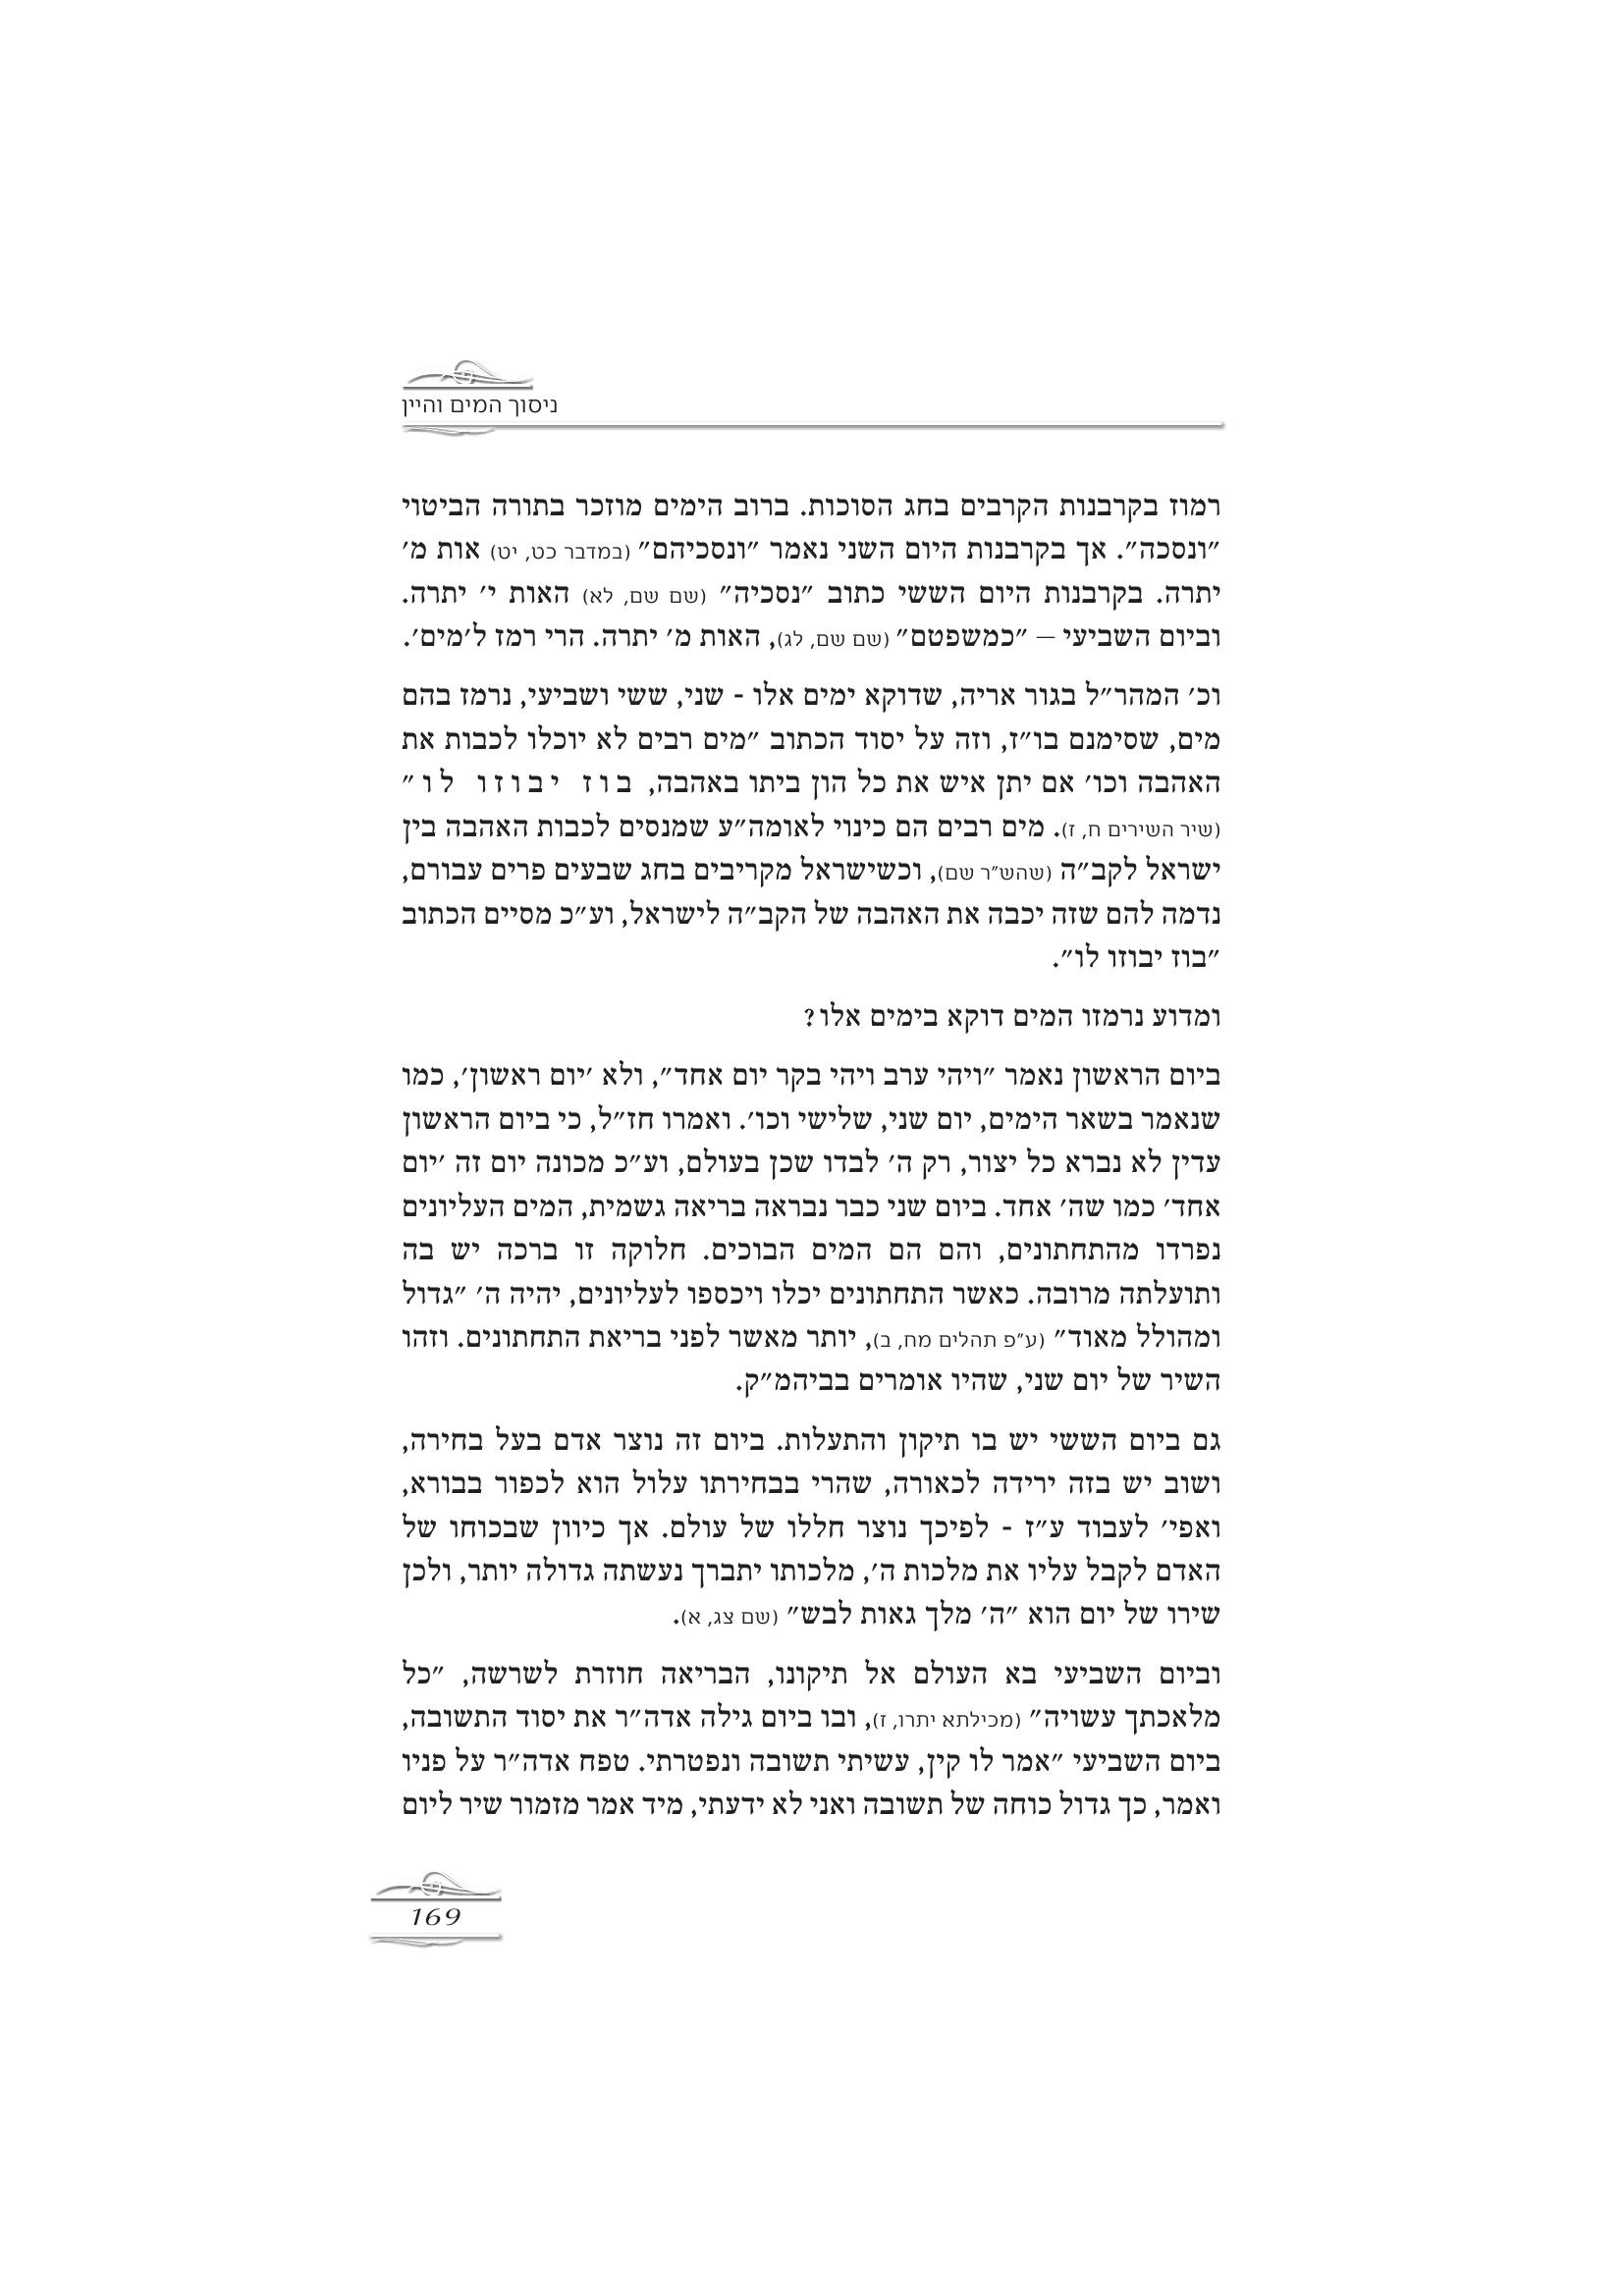 ניסוך המים והיין
רמוז בקרבנות הקרבים בחג הסוכות. ברוב הימים מוזכר בתורה הביטוי
״ונסכה״. אך בקרבנות היום השני נאמר ״ונסכיהם״ (במדבר כט, יט) אות מ׳
יתרה. בקרבנות היום הששי כתוב ״נסכיה״ (שם שם, לא) האות י׳ יתרה.
וביום השביעי — ״כמשפטם״ (שם שם, לג), האות מ׳ יתרה. הרי רמז ל׳מים׳.
וכ׳ המהר״ל בגור אריה, שדוקא ימים אלו - שני, ששי ושביעי, נרמז בהם
מים, שסימנם בו״ז, וזה על יסוד הכתוב ״מים רבים לא יוכלו לכבות את
האהבה וכו׳ אם יתן איש את כל הון ביתו באהבה, בוז יבוזו לו״
(שיר השירים ח, ז). מים רבים הם כינוי לאומה״ע שמנסים לכבות האהבה בין
ישראל לקב״ה (שהש״ר שם), וכשישראל מקריבים בחג שבעים פרים עבורם,
נדמה להם שזה יכבה את האהבה של הקב״ה לישראל, וע״כ מסיים הכתוב
״בוז יבוזו לו״.
ומדוע נרמזו המים דוקא בימים אלו?
ביום הראשון נאמר ״ויהי ערב ויהי בקר יום אחד״, ולא ׳יום ראשון׳, כמו
שנאמר בשאר הימים, יום שני, שלישי וכו׳. ואמרו חז״ל, כי ביום הראשון
עדין לא נברא כל יצור, רק ה׳ לבדו שכן בעולם, וע״כ מכונה יום זה ׳יום
אחד׳ כמו שה׳ אחד. ביום שני כבר נבראה בריאה גשמית, המים העליונים
נפרדו מהתחתונים, והם הם המים הבוכים. חלוקה זו ברכה יש בה
ותועלתה מרובה. כאשר התחתונים יכלו ויכספו לעליונים, יהיה ה׳ ״גדול
ומהולל מאוד״ (ע״פ תהלים מח, ב), יותר מאשר לפני בריאת התחתונים. וזהו
השיר של יום שני, שהיו אומרים בביהמ״ק.
גם ביום הששי יש בו תיקון והתעלות. ביום זה נוצר אדם בעל בחירה,
ושוב יש בזה ירידה לכאורה, שהרי בבחירתו עלול הוא לכפור בבורא,
ואפי׳ לעבוד ע״ז - לפיכך נוצר חללו של עולם. אך כיוון שבכוחו של
האדם לקבל עליו את מלכות ה׳, מלכותו יתברך נעשתה גדולה יותר, ולכן
שירו של יום הוא ״ה׳ מלך גאות לבש״ (שם צג, א).
וביום השביעי בא העולם אל תיקונו, הבריאה חוזרת לשרשה, ״כל
מלאכתך עשויה״ (מכילתא יתרו, ז), ובו ביום גילה אדה״ר את יסוד התשובה,
ביום השביעי ״אמר לו קין, עשיתי תשובה ונפטרתי. טפח אדה״ר על פניו
ואמר, כך גדול כוחה של תשובה ואני לא ידעתי, מיד אמר מזמור שיר ליום
169